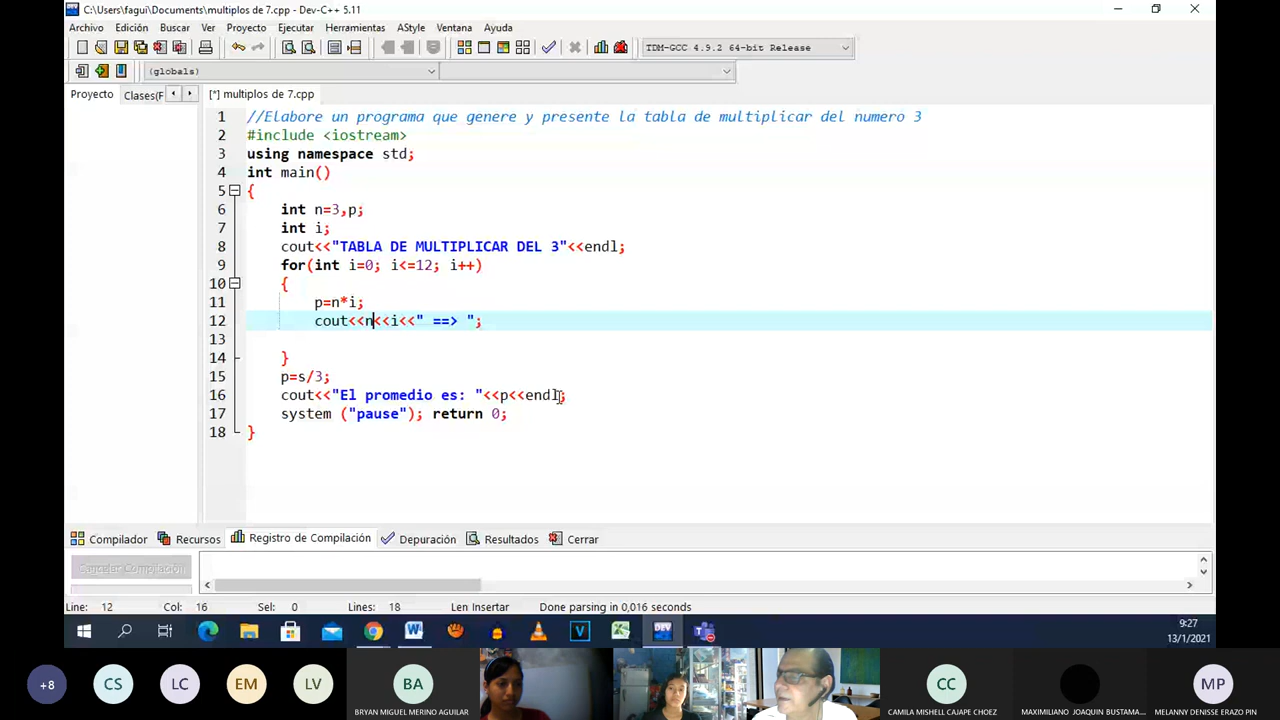 C:\Users\fagui\Documents\multiplos de 7.cpp - Dev-C++ 5.11
Archivo Edición Buscar Ver Proyecto Ejecutar Herramientas AStyle Ventana Ayuda
TDM-GCC 4.9.2 64-bit Release
(globals)
Proyecto Clases(F [*] multiplos de 7.cpp
1 //Elabore un programa que genere y presente la tabla de multiplicar del numero 3
2 #include <iostream>
3 using namespace std;
4 int main()
5 {
6 int n=3,p;
7 int i;
8 cout<<"TABLA DE MULTIPLICAR DEL 3"<<endl;
9 for(int i=0; i<=12; i++)
10 {
11 p=n*i;
12 cout<<n<<i<<" ==> ";
13
14 }
15 p=s/3;
16 cout<<"El promedio es: "<<p<<endl;
17 system ("pause"); return 0;
18 }
Compilador Recursos Registro de Compilación Depuración Resultados Cerrar
Cancelar Compilación
Line: 12 Col: 16 Sel: 0 Lines: 18 Len Insertar Done parsing in 0,016 seconds
9:27
13/1/2021
+8 CS LC EM LV BA CC MP
BRYAN MIGUEL MERINO AGUILAR CAMILA MISHELL CAJAPE CHOEZ MAXIMILIANO JOAQUIN BUSTAMA... MELANNY DENISSE ERAZO PIN